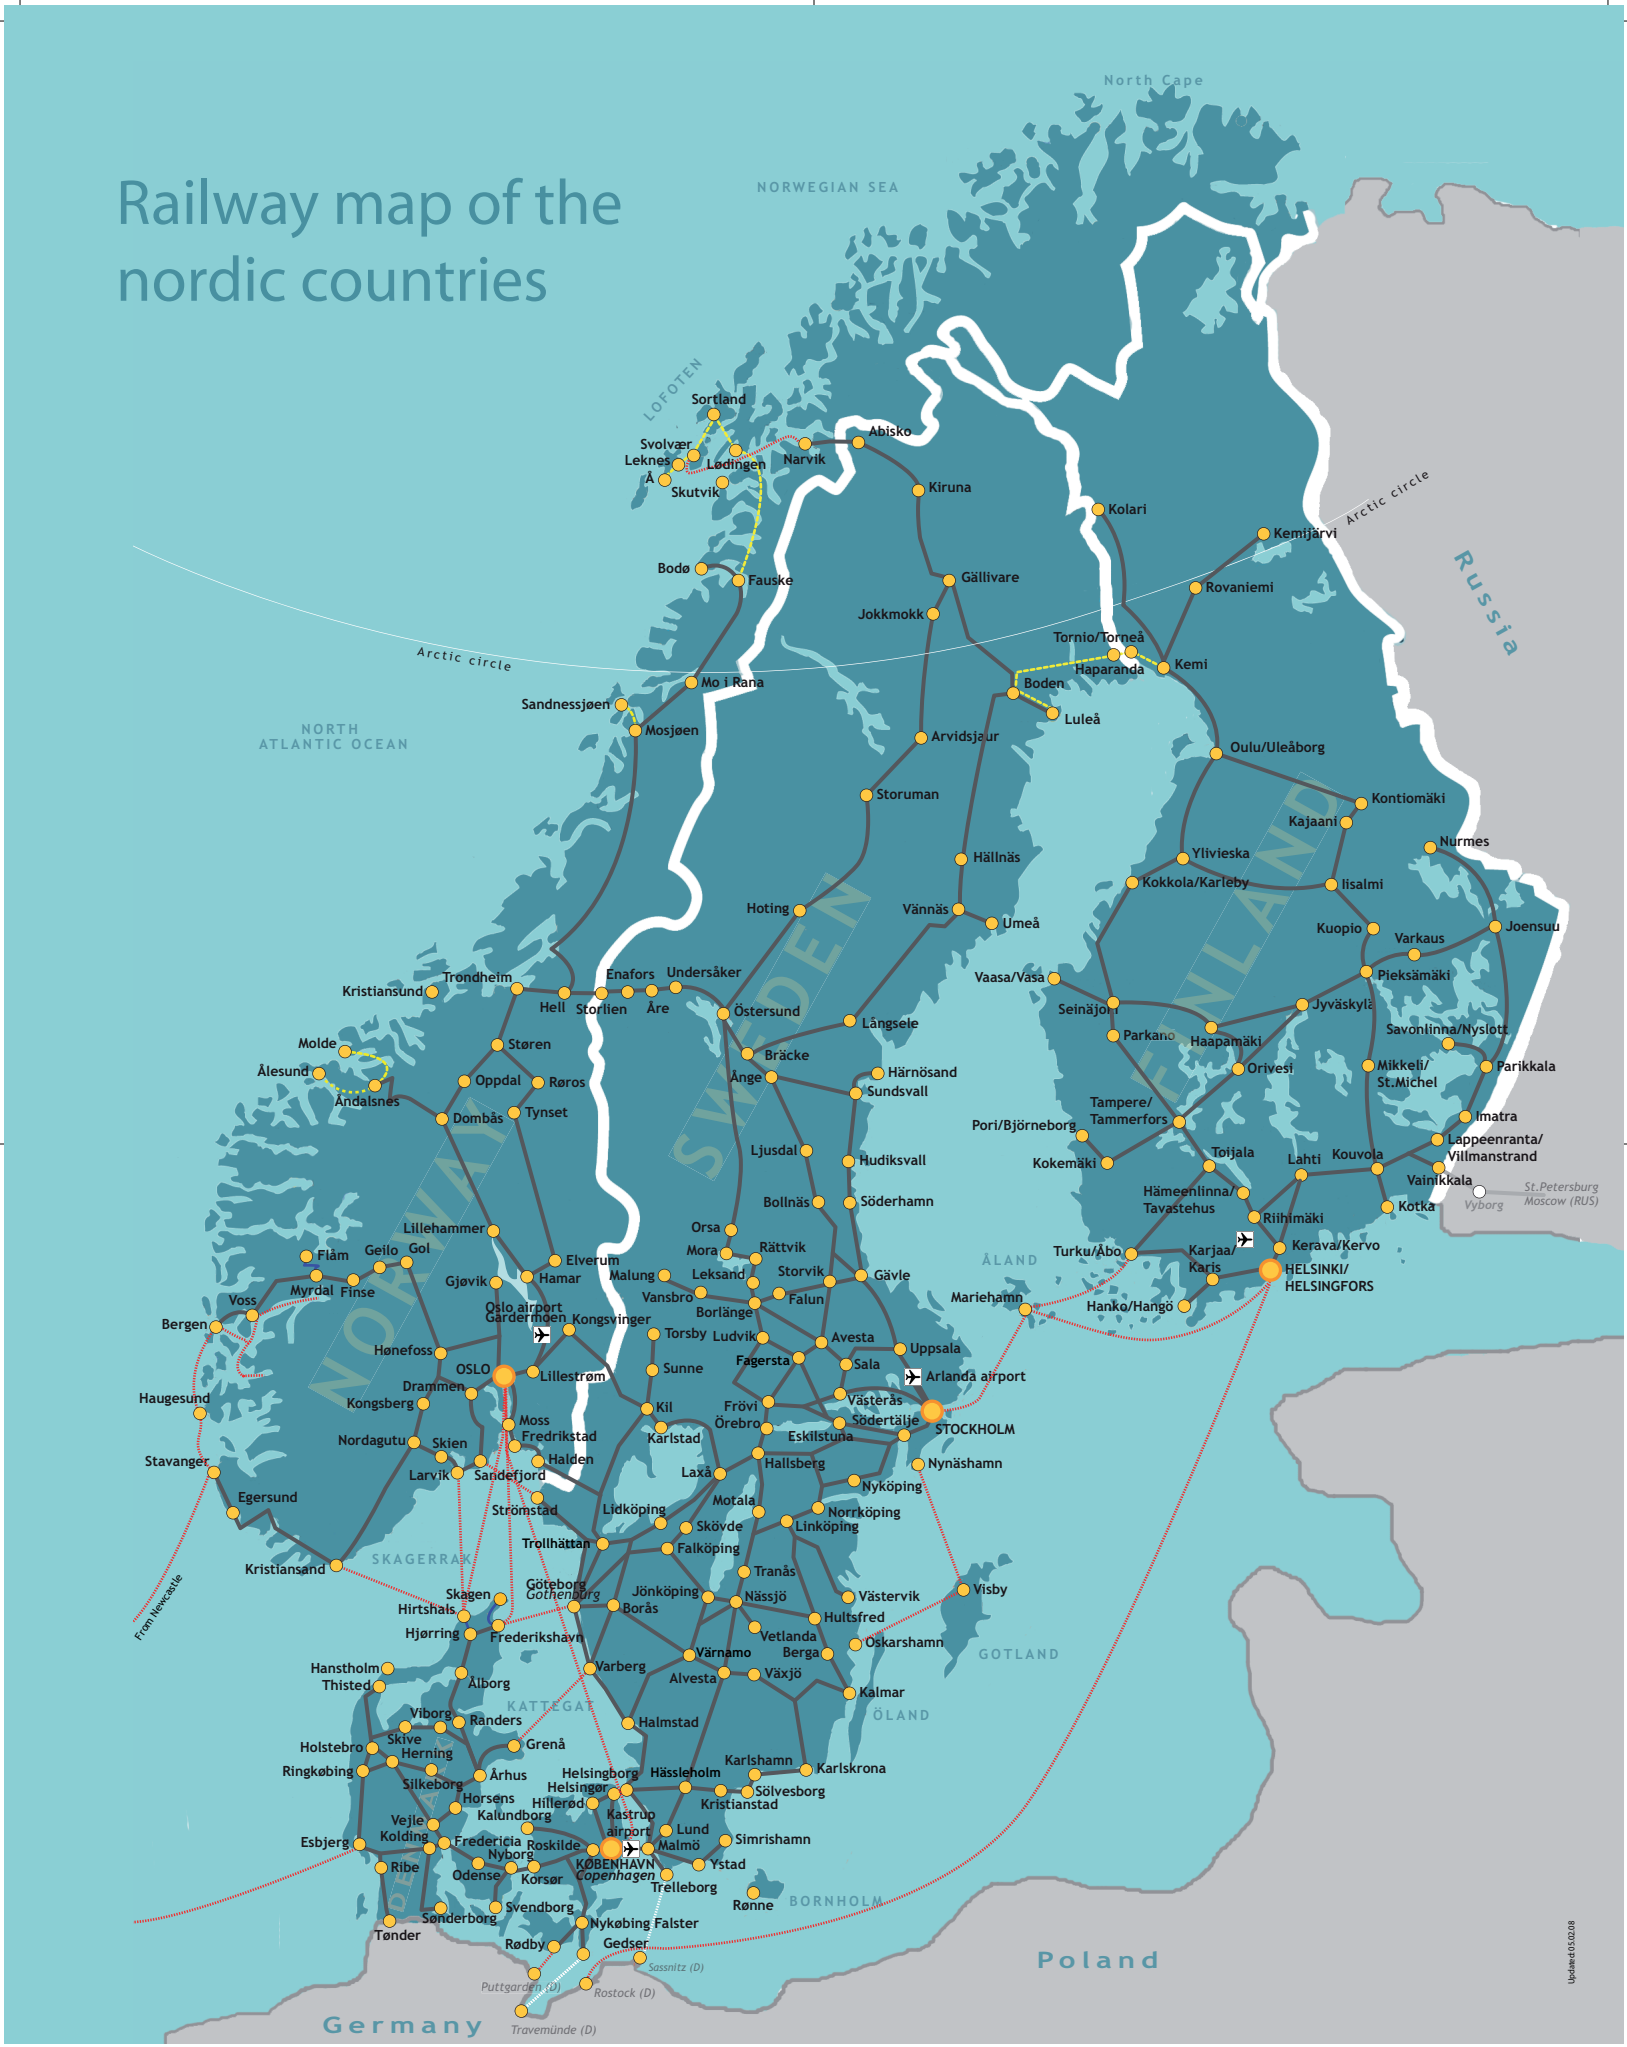 North Cape
NORWEGIAN SEA
Railway map of the
nordic countries
LOFOTEN
Sortland
Svolvær
Leknes
Å
Lødingen
Skutvik
Narvik
Abisko
Kiruna
Kolari
Arctic circle
Kemijärvi
Russia
Bodø
Fauske
Gällivare
Rovaniemi
Jokkmokk
Tornio/Torneå
Haparanda
Kemi
Arctic circle
Mo i Rana
Boden
Luleå
Sandnessjøen
Mosjøen
NORTH
ATLANTIC OCEAN
Arvidsjaur
Oulu/Uleåborg
Storuman
Kontiomäki
Kajaani
Nurmes
Hällnäs
Ylivieska
Kokkola/Karleby
Iisalmi
FINLAND
SWEDEN
NORWAY
DENMARK
Hoting
Vännäs
Umeå
Kuopio
Varkaus
Joensuu
Pieksämäki
Vaasa/Vasa
Trondheim
Kristiansund
Hell
Storlien
Enafors
Åre
Undersåker
Östersund
Långsele
Seinäjori
Parkano
Haapamäki
Jyväskylä
Savonlinna/Nyslott
Parikkala
Molde
Ålesund
Åndalsnes
Støren
Oppdal
Røros
Dombås
Tynset
Bräcke
Ånge
Härnösand
Sundsvall
Orivesi
Mikkeli/
St.Michel
Tampere/
Tammerfors
Pori/Björneborg
Kokemäki
Imatra
Lappeenranta/
Villmanstrand
Vainikkala
Toijala
Lahti
Kouvola
Kotka
St.Petersburg
Moscow (RUS)
Vyborg
Ljusdal
Hudiksvall
Bollnäs
Söderhamn
Hämeenlinna/
Tavastehus
Riihimäki
Kerava/Kervo
HELSINKI/
HELSINGFORS
Turku/Åbo
Karjaa/
Karis
Hanko/Hangö
ÅLAND
Mariehamn
Lillehammer
Orsa
Mora
Rättvik
Leksand
Storvik
Gävle
Flåm
Geilo
Gol
Myrdal
Finse
Voss
Bergen
Gjøvik
Elverum
Hamar
Malung
Vansbro
Borlänge
Falun
Oslo airport
Gardermoen
Kongsvinger
Torsby
Ludvik
Avesta
Uppsala
Hønefoss
OSLO
Lillestrøm
Sunne
Fagersta
Sala
Arlanda airport
Drammen
Kongsberg
Haugesund
Kil
Karlstad
Frövi
Örebro
Västerås
Södertälje
Eskilstuna
STOCKHOLM
Moss
Fredrikstad
Halden
Nordagutu
Skien
Larvik
Sandefjord
Stavanger
Egersund
Strömstad
Laxå
Hallsberg
Nynäshamn
Nyköping
Lidköping
Motala
Norrköping
Linköping
Skövde
Trollhättan
Falköping
Kristiansand
SKAGERRAK
From Newcastle
Skagen
Hirtshals
Hjørring
Frederikshavn
Göteborg
Gothenburg
Borås
Jönköping
Tranås
Nässjö
Västervik
Visby
Hultsfred
Oskarshamn
Vetlanda
Berga
GOTLAND
Värnamo
Alvesta
Växjö
Kalmar
ÖLAND
Hanstholm
Thisted
Ålborg
Varberg
KATTEGAT
Viborg
Randers
Skive
Holstebro
Herning
Ringkøbing
Silkeborg
Grenå
Århus
Halmstad
Karlshamn
Karlskrona
Hässleholm
Helsingborg
Helsingør
Hillerød
Sölvesborg
Kristianstad
Horsens
Kalundborg
Kastrup
airport
Vejle
Kolding
Fredericia
Esbjerg
Ribe
Nyborg
Roskilde
Odense
Korsør
KØBENHAVN
Copenhagen
Lund
Malmö
Simrishamn
Ystad
Trelleborg
BORNHOLM
Rønne
Sønderborg
Svendborg
Tønder
Nykøbing Falster
Rødby
Gedser
Sassnitz (D)
Puttgarden (D)
Rostock (D)
Travemünde (D)
Germany
Poland
Updated: 05.02.08